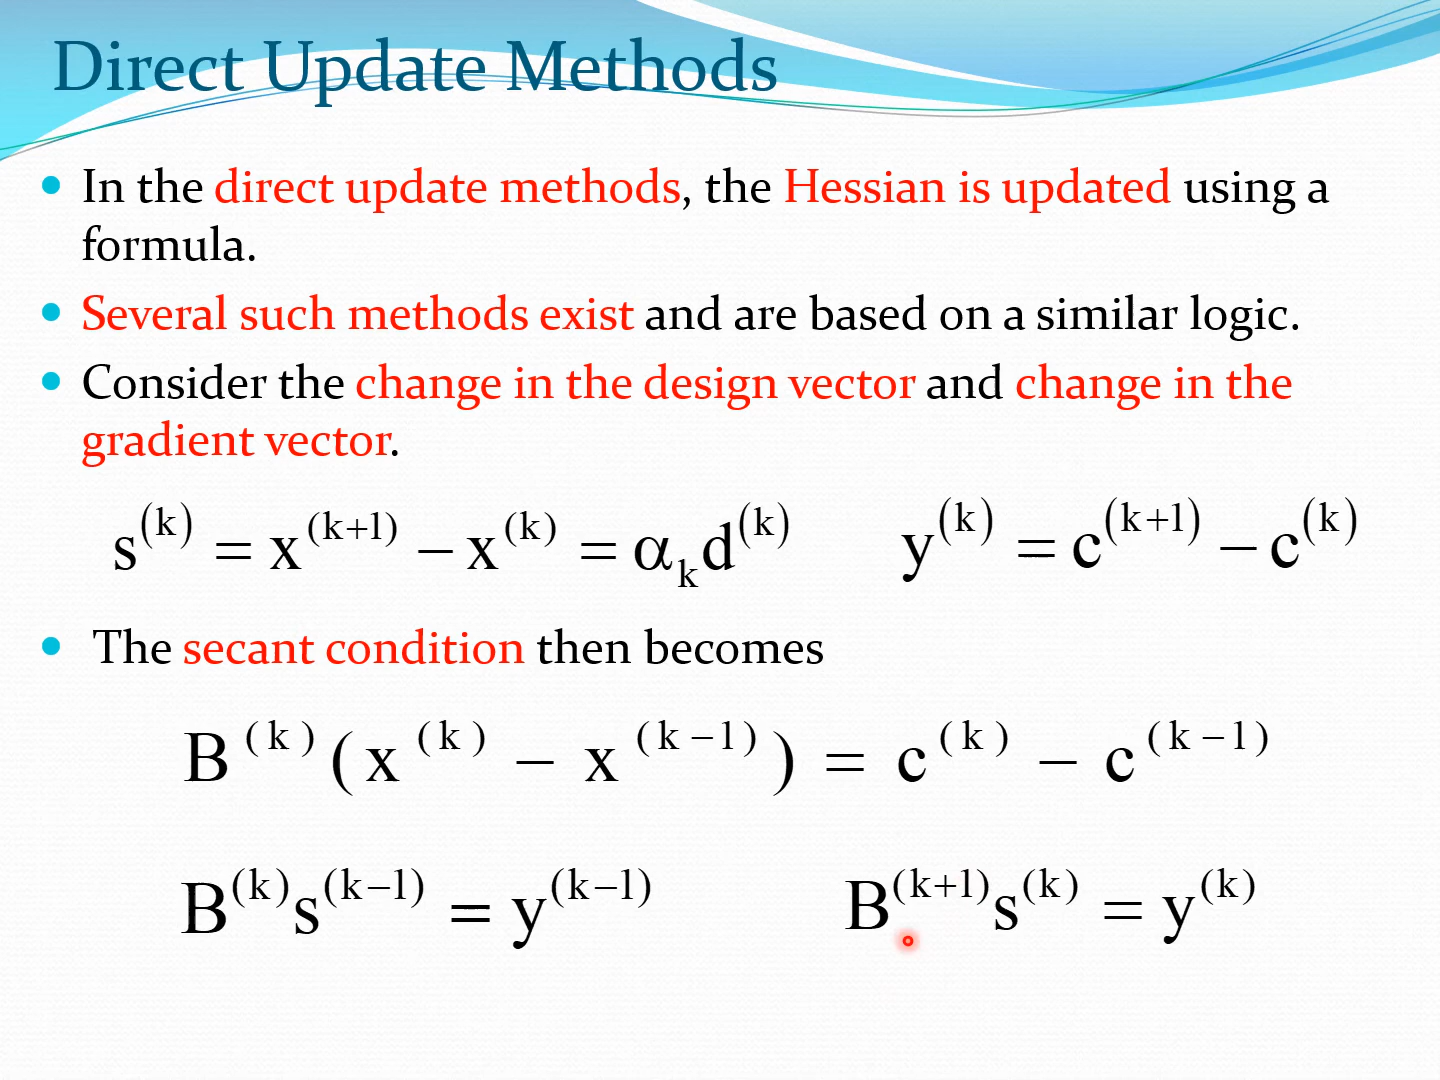 Direct Update Methods
In the direct update methods, the Hessian is updated using a
formula.
Several such methods exist and are based on a similar logic.
Consider the change in the design vector and change in the
gradient vector.
s^(k) = x^(k+1) − x^(k) = α_k d^(k)    y^(k) = c^(k+1) − c^(k)
The secant condition then becomes
B^(k) (x^(k) − x^(k−1)) = c^(k) − c^(k−1)
B^(k) s^(k−1) = y^(k−1)    B^(k+1) s^(k) = y^(k)